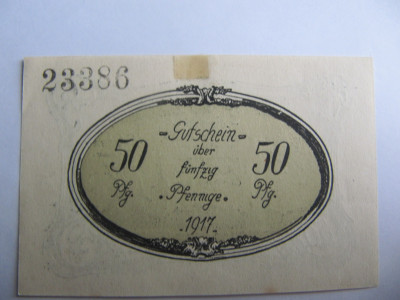 23386
-Gutschein-
über
50 fünfzig 50
Pfg. •Pfennige• Pfg.
.1917.